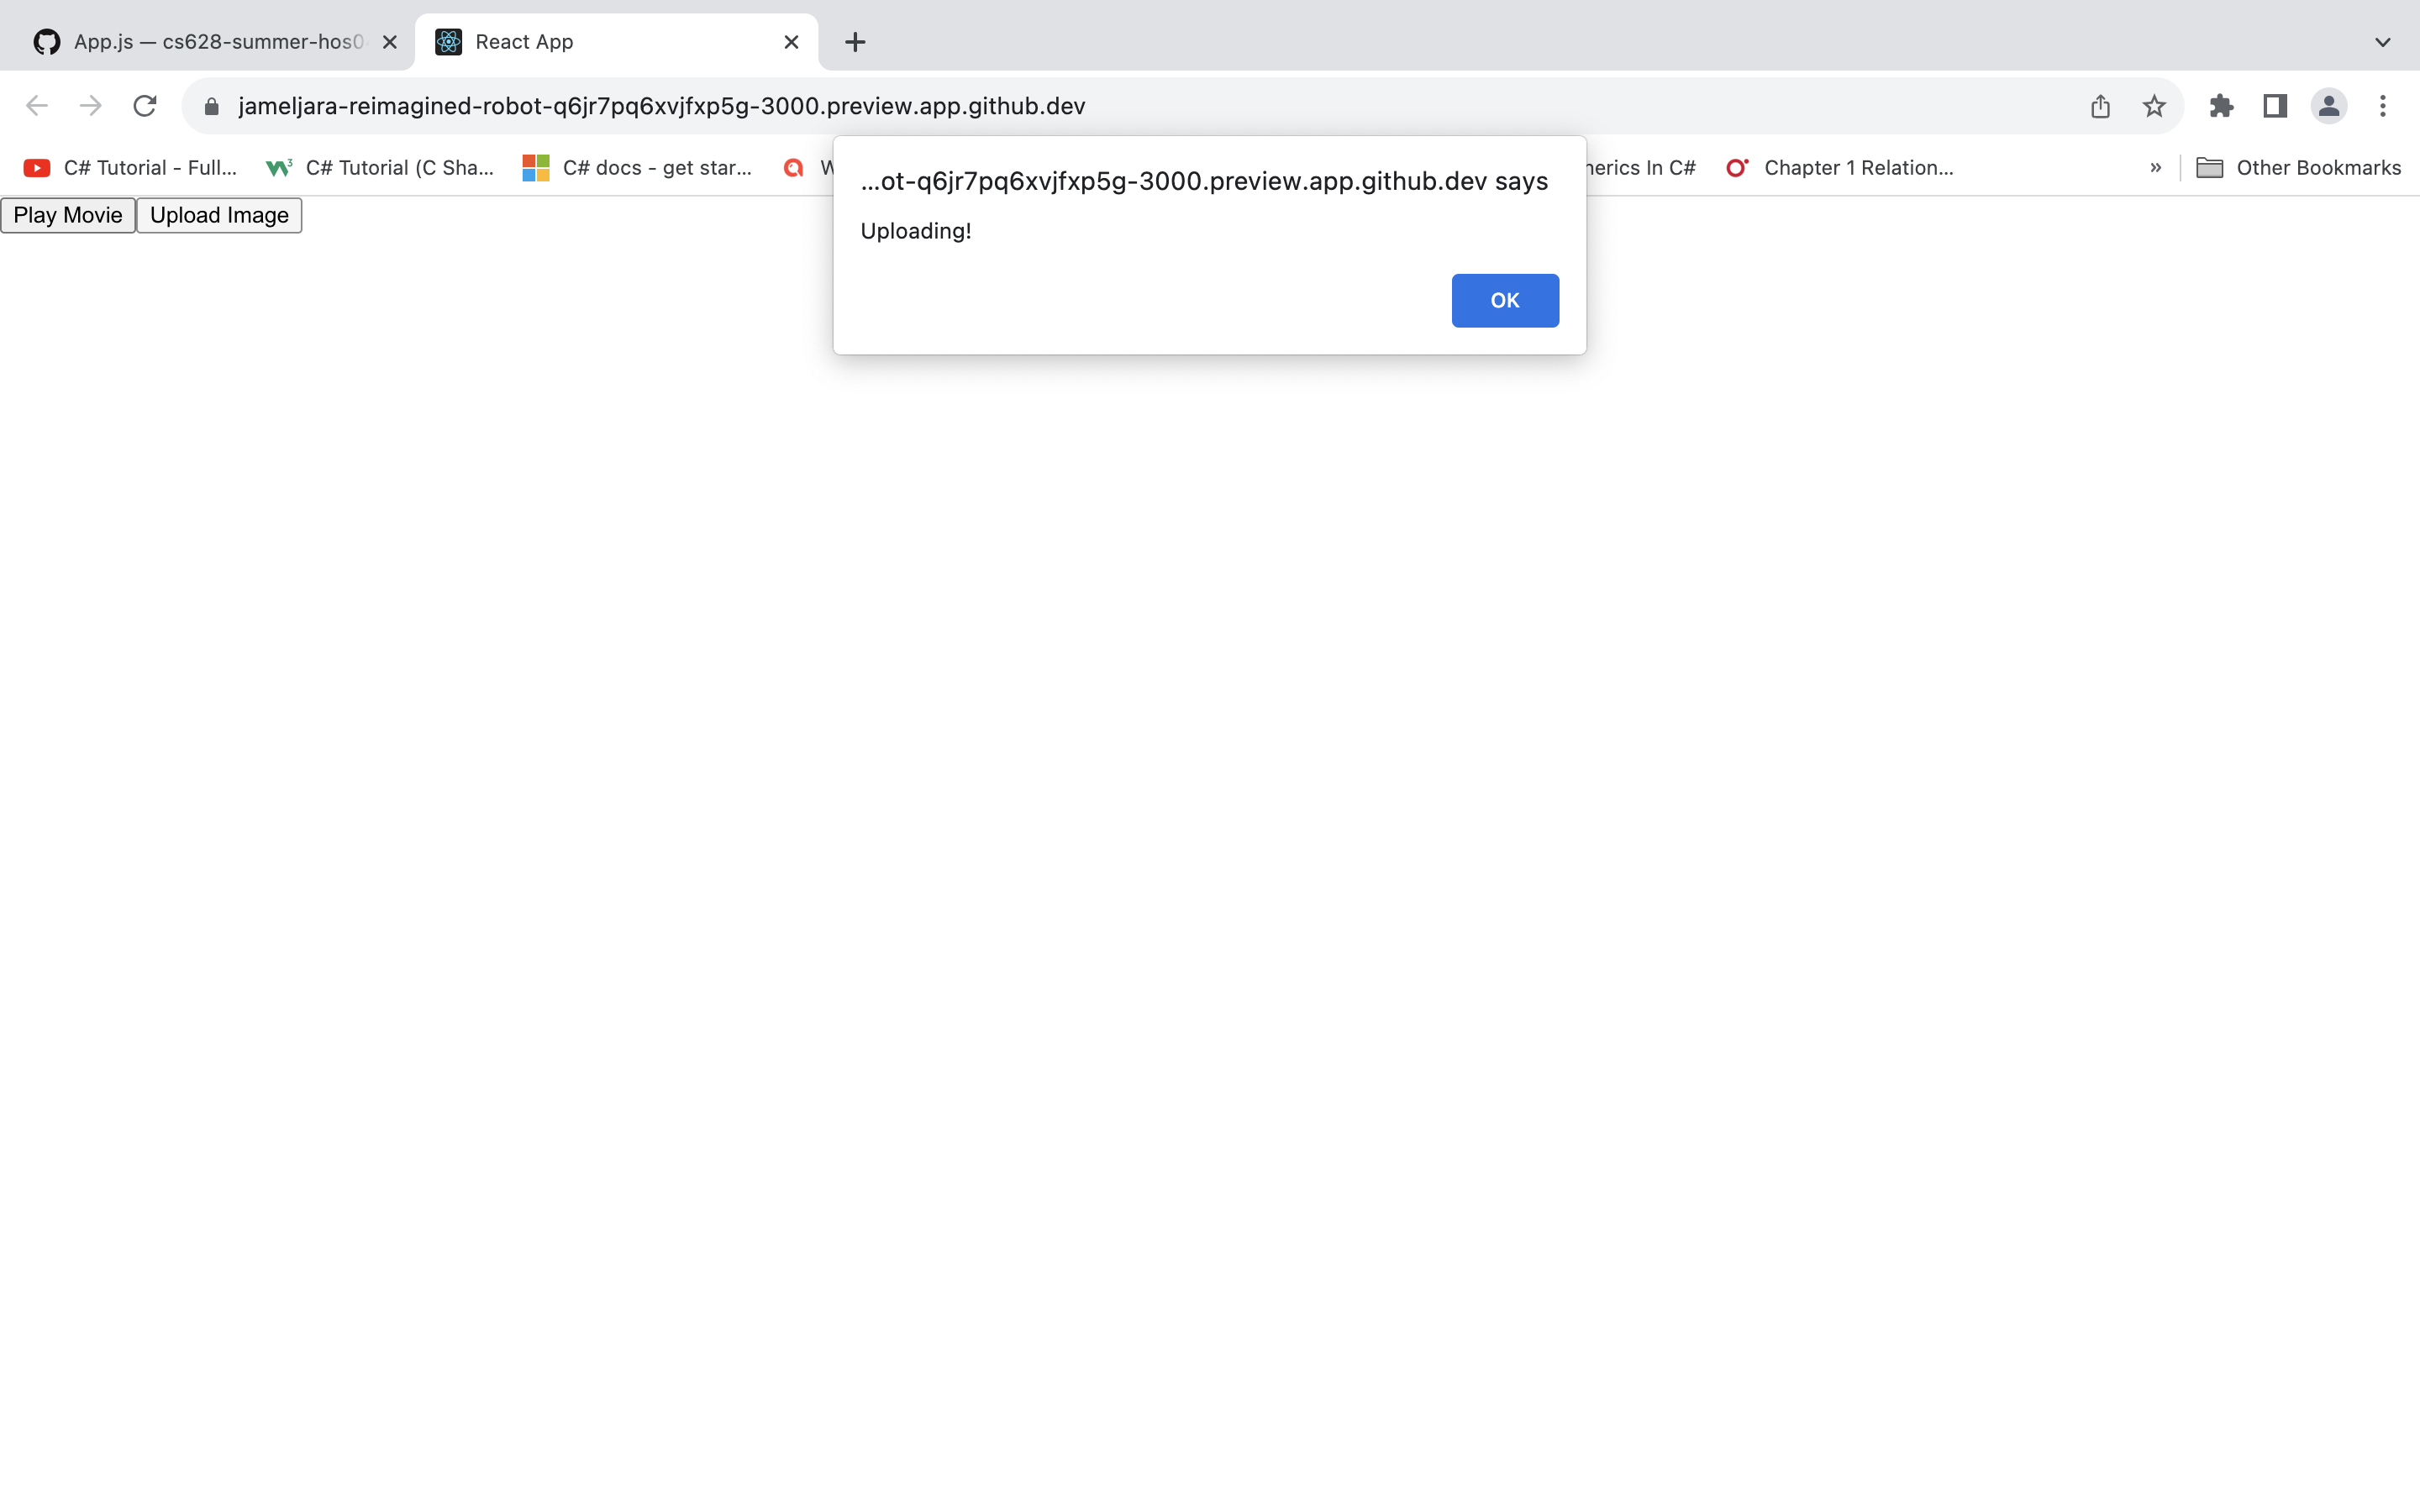 App.js — cs628-summer-hos0
React App
jameljara-reimagined-robot-q6jr7pq6xvjfxp5g-3000.preview.app.github.dev
C# Tutorial - Full...
C# Tutorial (C Sha...
C# docs - get star...
In C#
Chapter 1 Relation...
»
Other Bookmarks
...ot-q6jr7pq6xvjfxp5g-3000.preview.app.github.dev says
Uploading!
OK
Play Movie
Upload Image